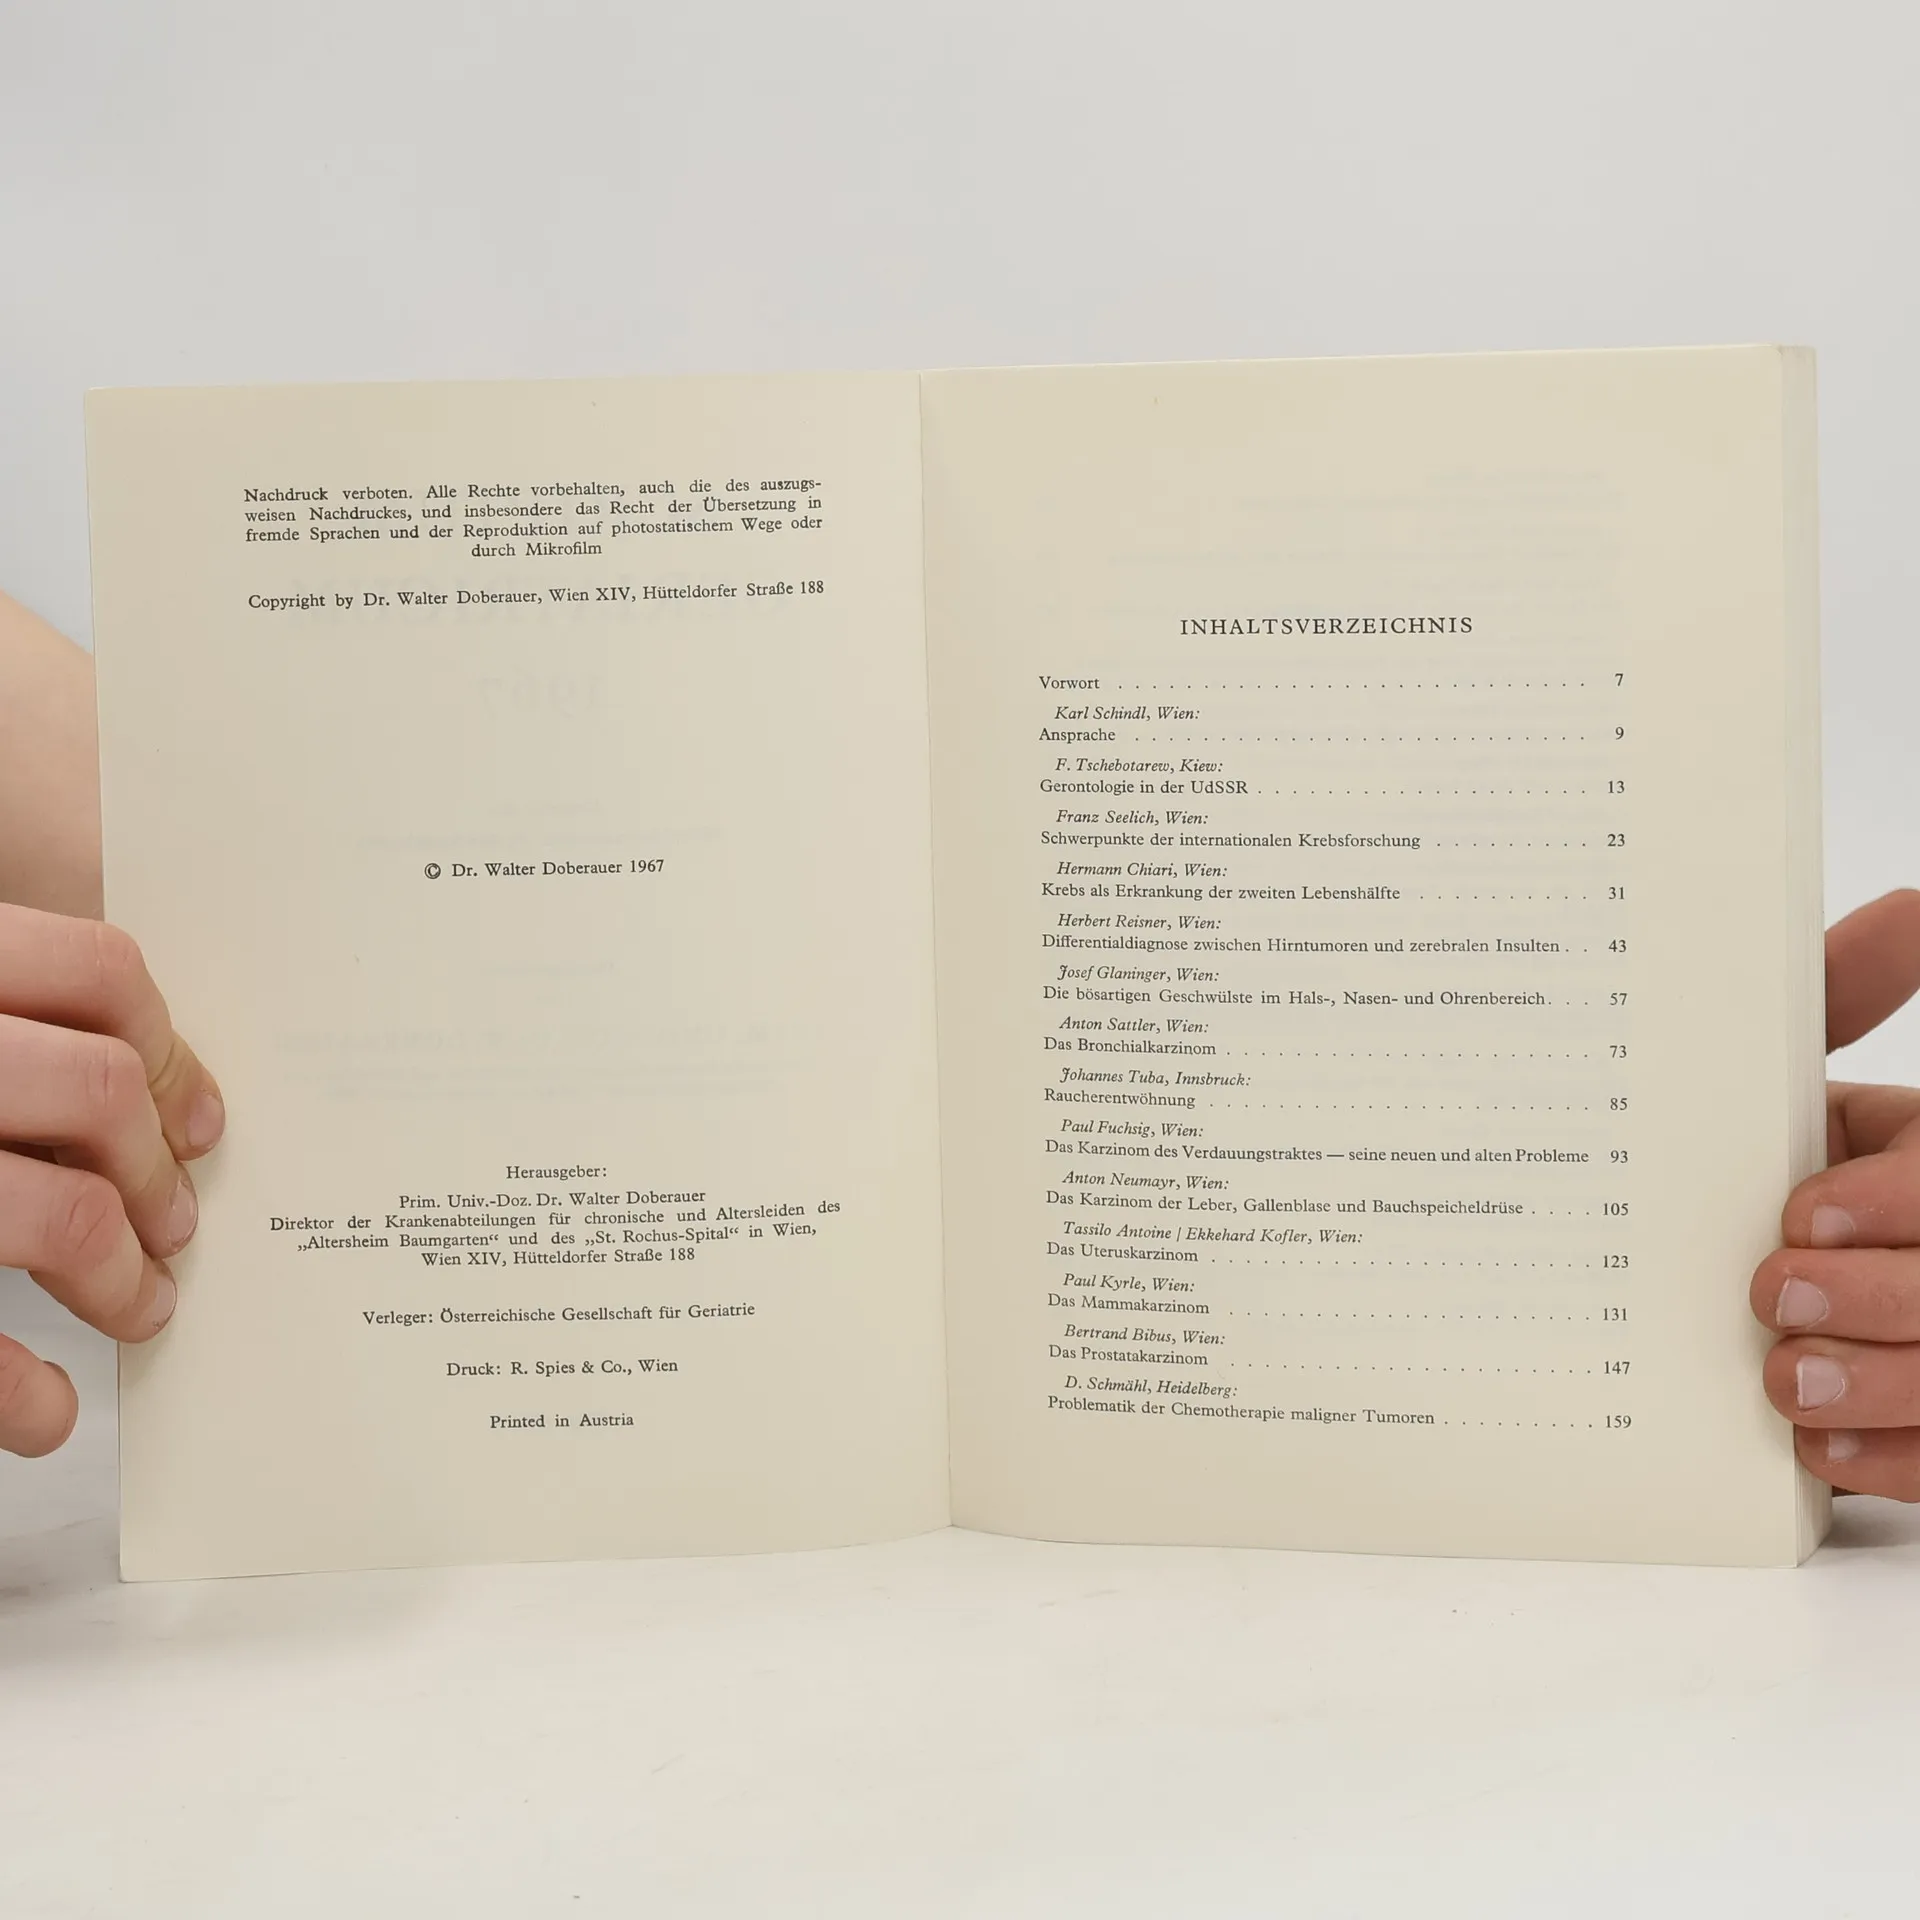 Nachdruck verboten. Alle Rechte vorbehalten, auch die des auszugs-
weisen Nachdruckes, und insbesondere das Recht der Übersetzung in
fremde Sprachen und der Reproduktion auf photostatischem Wege oder
durch Mikrofilm
Copyright by Dr. Walter Doberauer, Wien XIV, Hütteldorfer Straße 188
© Dr. Walter Doberauer 1967
Herausgeber:
Prim. Univ.-Doz. Dr. Walter Doberauer
Direktor der Krankenabteilungen für chronische und Altersleiden des
„Altersheim Baumgarten“ und des „St. Rochus-Spital“ in Wien,
Wien XIV, Hütteldorfer Straße 188
Verleger: Österreichische Gesellschaft für Geriatrie
Druck: R. Spies & Co., Wien
Printed in Austria
INHALTSVERZEICHNIS
Vorwort . . . . . . . . . . . . . . . . . . . . . . . . . . . . 7
Karl Schindl, Wien:
Ansprache . . . . . . . . . . . . . . . . . . . . . . . . . . . 9
F. Tschebotarew, Kiew:
Gerontologie in der UdSSR . . . . . . . . . . . . . . . . . . . . 13
Franz Seelich, Wien:
Schwerpunkte der internationalen Krebsforschung . . . . . . . . . 23
Hermann Chiari, Wien:
Krebs als Erkrankung der zweiten Lebenshälfte . . . . . . . . . . 31
Herbert Reisner, Wien:
Differentialdiagnose zwischen Hirntumoren und zerebralen Insulten . . 43
Josef Glaninger, Wien:
Die bösartigen Geschwülste im Hals-, Nasen- und Ohrenbereich. . . 57
Anton Sattler, Wien:
Das Bronchialkarzinom . . . . . . . . . . . . . . . . . . . . . . 73
Johannes Tuba, Innsbruck:
Raucherentwöhnung . . . . . . . . . . . . . . . . . . . . . . . 85
Paul Fuchsig, Wien:
Das Karzinom des Verdauungstraktes — seine neuen und alten Probleme 93
Anton Neumayr, Wien:
Das Karzinom der Leber, Gallenblase und Bauchspeicheldrüse . . . . 105
Tassilo Antoine / Ekkehard Kofler, Wien:
Das Uteruskarzinom . . . . . . . . . . . . . . . . . . . . . . . 123
Paul Kyrle, Wien:
Das Mammakarzinom . . . . . . . . . . . . . . . . . . . . . . 131
Bertrand Bibus, Wien:
Das Prostatakarzinom . . . . . . . . . . . . . . . . . . . . . . 147
D. Schmähl, Heidelberg:
Problematik der Chemotherapie maligner Tumoren . . . . . . . . . 159